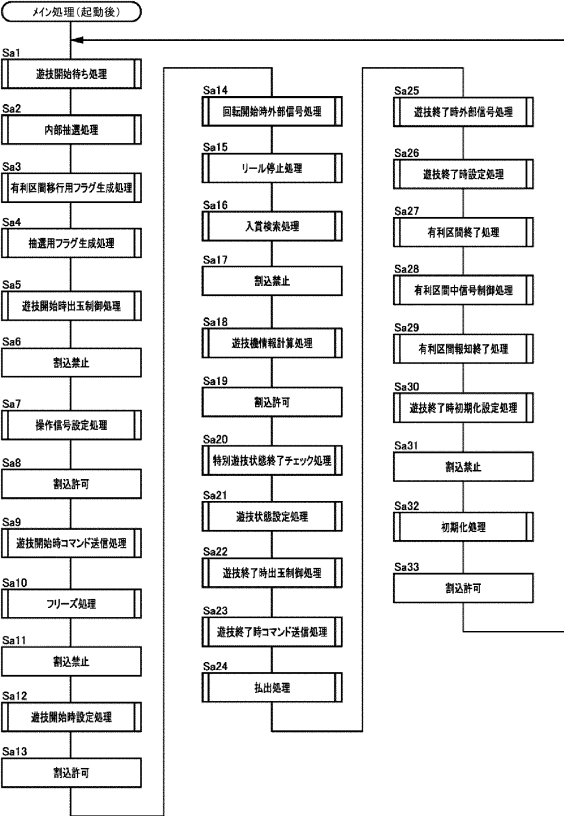 メイン処理(起動後)
Sa1
遊技開始待ち処理
Sa2
内部抽選処理
Sa3
有利区間移行用フラグ生成処理
Sa4
抽選用フラグ生成処理
Sa5
遊技開始時出玉制御処理
Sa6
割込禁止
Sa7
操作信号設定処理
Sa8
割込許可
Sa9
遊技開始時コマンド送信処理
Sa10
フリーズ処理
Sa11
割込禁止
Sa12
遊技開始時設定処理
Sa13
割込許可
Sa14
回転開始時外部信号処理
Sa15
リール停止処理
Sa16
入賞検索処理
Sa17
割込禁止
Sa18
遊技機情報計算処理
Sa19
割込許可
Sa20
特別遊技状態終了チェック処理
Sa21
遊技状態設定処理
Sa22
遊技終了時出玉制御処理
Sa23
遊技終了時コマンド送信処理
Sa24
払出処理
Sa25
遊技終了時外部信号処理
Sa26
遊技終了時設定処理
Sa27
有利区間終了処理
Sa28
有利区間中信号制御処理
Sa29
有利区間報知終了処理
Sa30
遊技終了時初期化設定処理
Sa31
割込禁止
Sa32
初期化処理
Sa33
割込許可